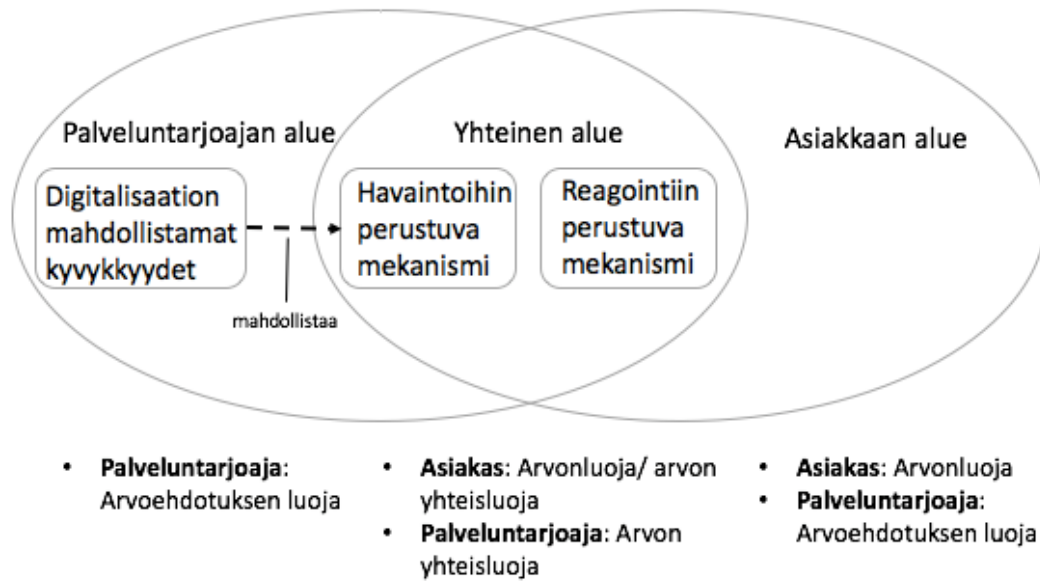 Palveluntarjoajan alue
Yhteinen alue
Asiakkaan alue
Digitalisaation
mahdollistamat
kyvykkyydet
mahdollistaa
Havaintoihin
perustuva
mekanismi
Reagointiin
perustuva
mekanismi
• Palveluntarjoaja:
Arvoehdotuksen luoja
• Asiakas: Arvonluoja/ arvon
yhteisluoja
• Palveluntarjoaja: Arvon
yhteisluoja
• Asiakas: Arvonluoja
• Palveluntarjoaja:
Arvoehdotuksen luoja